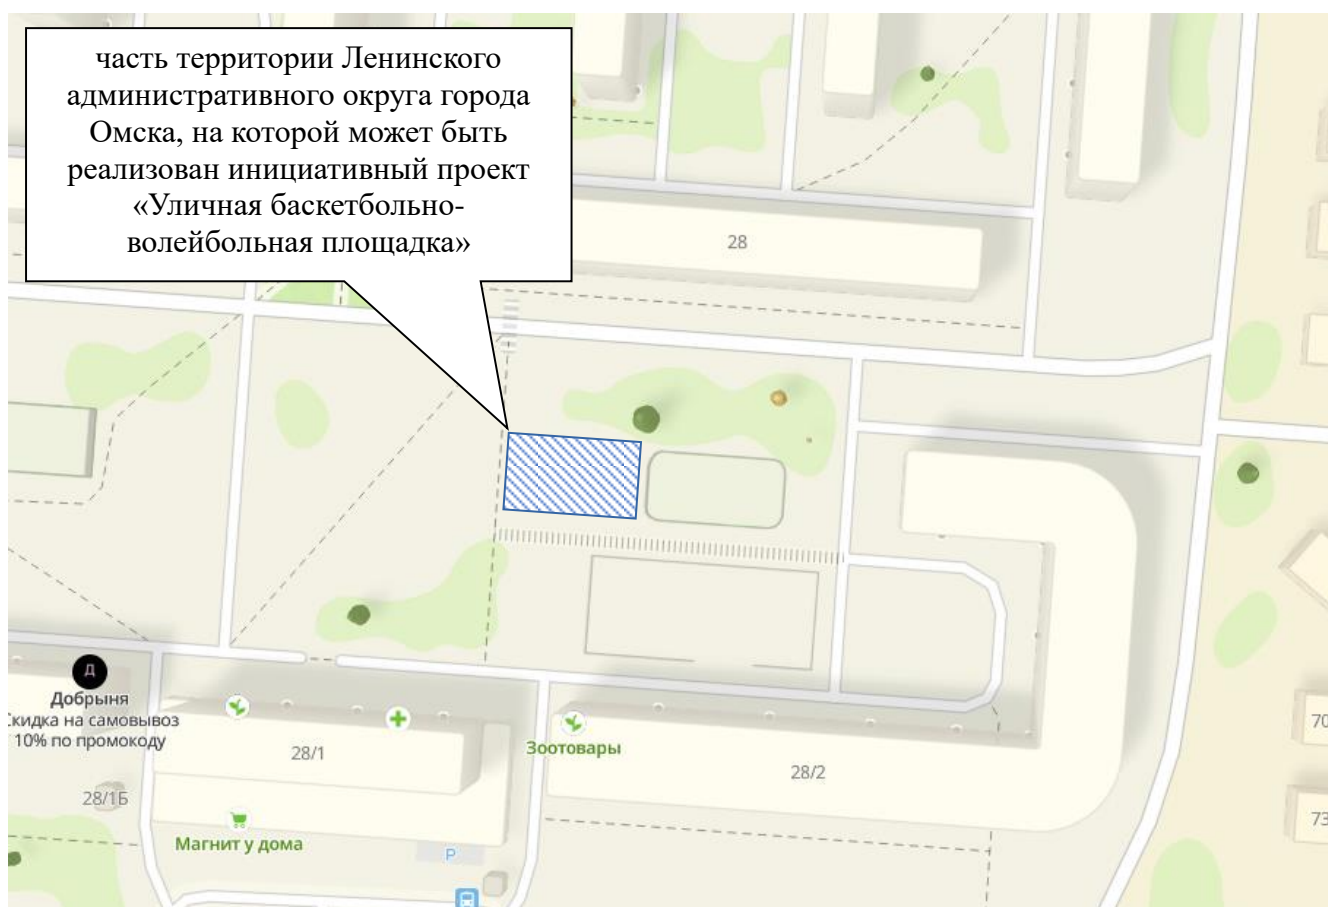 часть территории Ленинского
административного округа города
Омска, на которой может быть
реализован инициативный проект
«Уличная баскетбольно-
волейбольная площадка»
28
Д
Добрыня
Скидка на самовывоз
10% по промокоду
28/1
Зоотовары
28/2
70
28/1Б
73
Магнит у дома
P